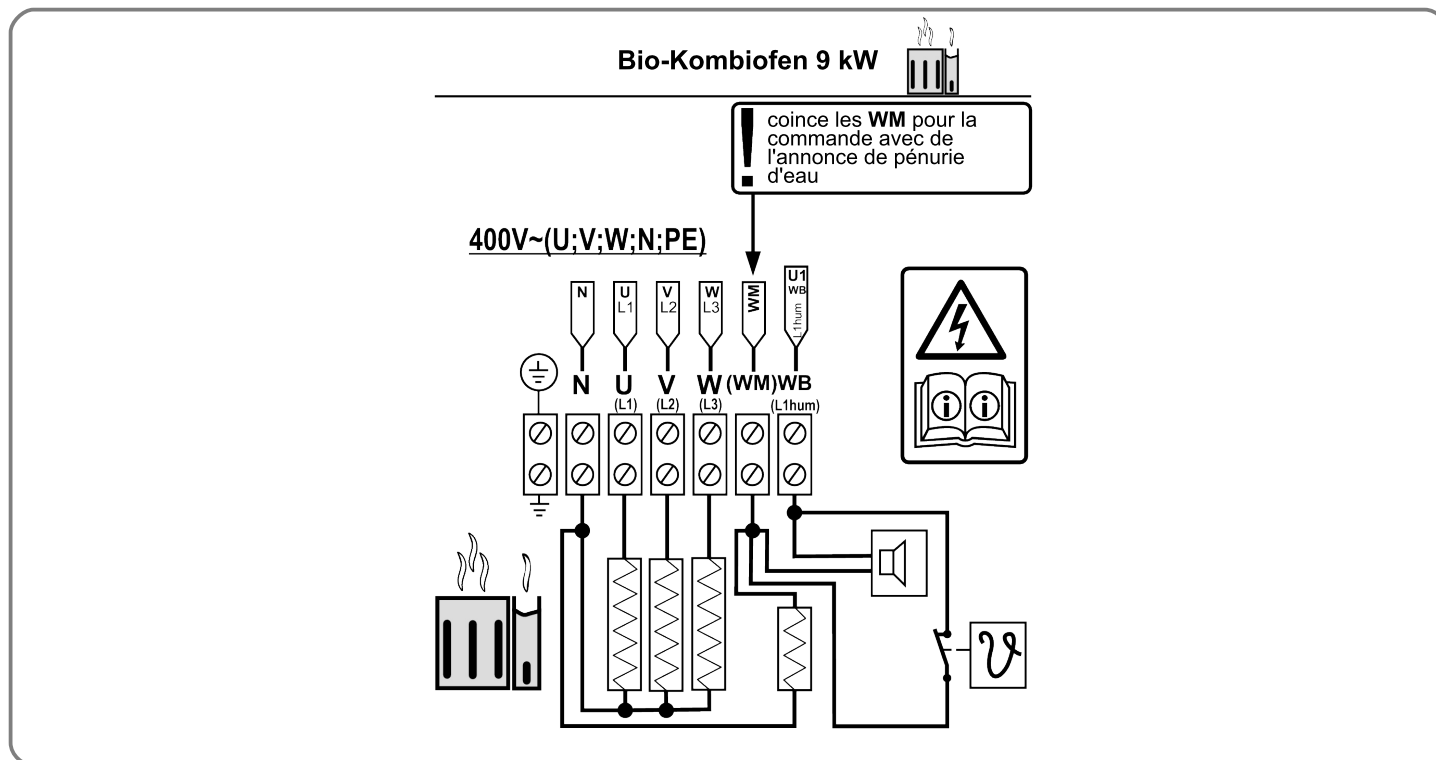 Bio-Kombiofen 9 kW
! coince les WM pour la
commande avec de
l'annonce de pénurie
d'eau
400V~(U;V;W;N;PE)
N U V W WM U1
L1 L2 L3 WB
L1hum
N U V W (WM) WB
(L1) (L2) (L3) (L1hum)
i i
ϑ